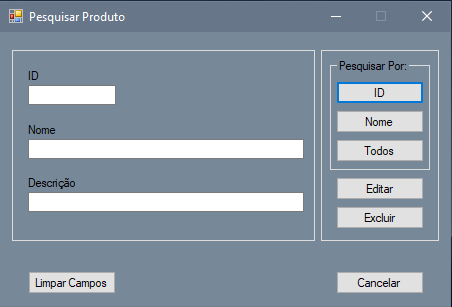 Pesquisar Produto
ID
Nome
Descrição
Pesquisar Por:
ID
Nome
Todos
Editar
Excluir
Limpar Campos
Cancelar